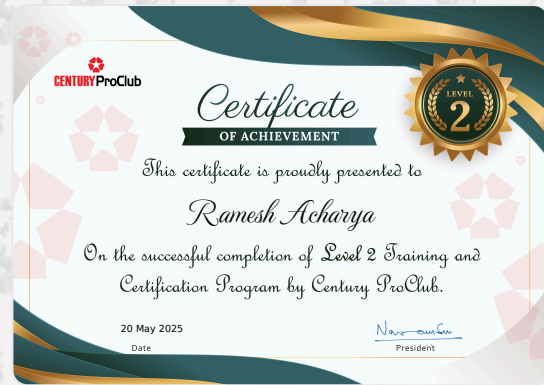 CENTURY ProClub
Certificate
OF ACHIEVEMENT
LEVEL
2
This certificate is proudly presented to
Ramesh Acharya
On the successful completion of Level 2 Training and
Certification Program by Century ProClub.
20 May 2025
Date
President